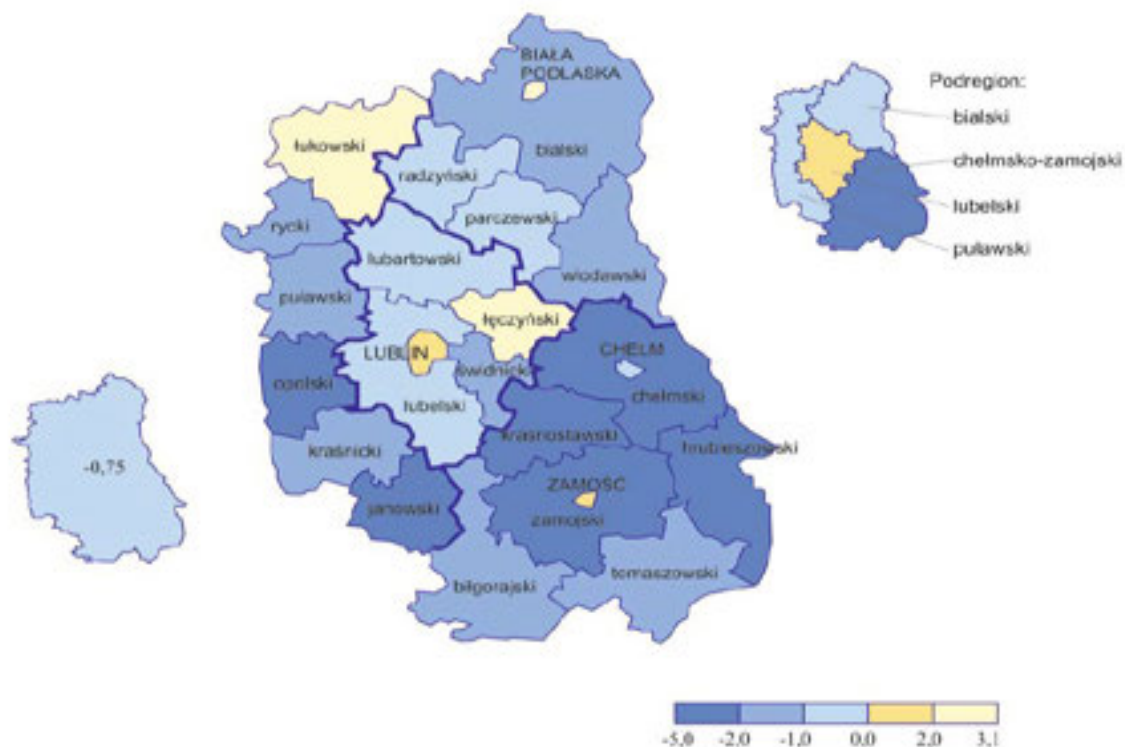 BIAŁA
PODLASKA
łukowski
bialski
radzyński
parczewski
rycki
lubartowski
włodawski
puławski
łęczyński
LUBLIN
CHEŁM
świdnicki
opolski
lubelski
chełmski
krasnostawski
hrubieszowski
kraśnicki
ZAMOŚĆ
janowski
zamojski
tomaszowski
biłgorajski
Podregion:
bialski
chełmsko-zamojski
lubelski
puławski
-0,75
-5,0 -2,0 -1,0 0,0 2,0 3,1